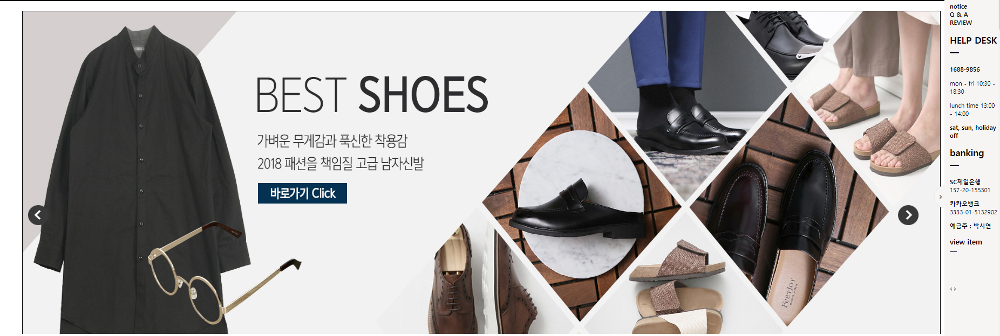 BEST SHOES
가벼운 무게감과 푹신한 착용감
2018 패션을 책임질 고급 남자신발
바로가기 Click
FEETJOY
notice
Q & A
REVIEW
HELP DESK
1688-9856
mon - fri 10:30 -
18:30
lunch time 13:00
- 14:00
sat, sun, holiday
off
banking
SC제일은행
157-20-155301
카카오뱅크
3333-01-5132902
예금주 : 박시연
view item